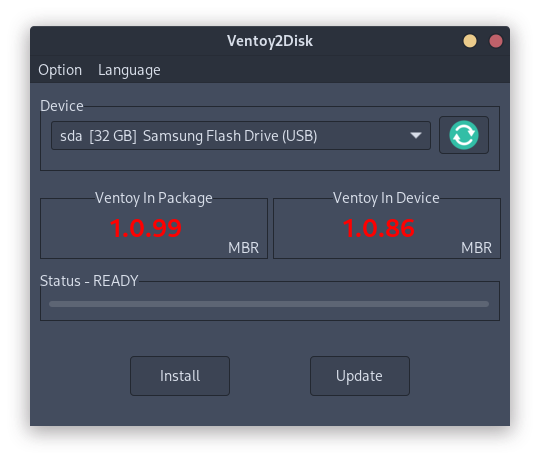 Ventoy2Disk
Option Language
Device
sda [32 GB] Samsung Flash Drive (USB)
Ventoy In Package Ventoy In Device
1.0.99 1.0.86
MBR MBR
Status - READY
Install Update